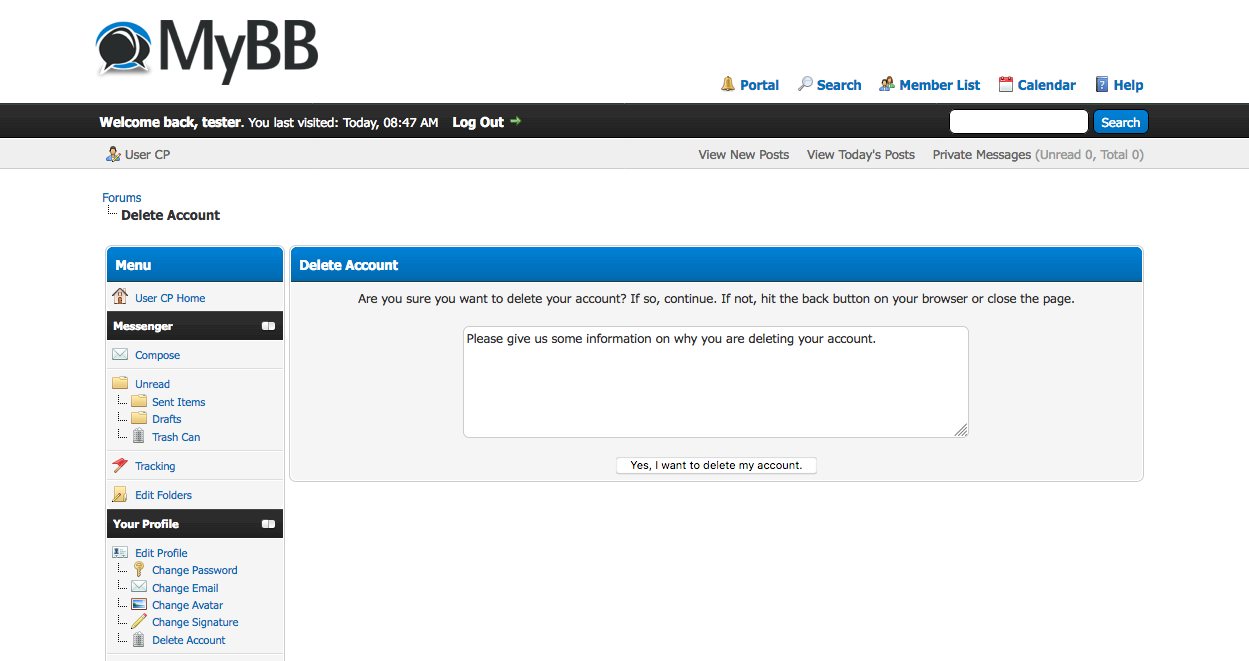 MyBB
Portal Search Member List Calendar Help
Welcome back, tester. You last visited: Today, 08:47 AM Log Out Search
User CP View New Posts View Today's Posts Private Messages (Unread 0, Total 0)
Forums
Delete Account
Menu
User CP Home
Messenger
Compose
Unread
Sent Items
Drafts
Trash Can
Tracking
Edit Folders
Your Profile
Edit Profile
Change Password
Change Email
Change Avatar
Change Signature
Delete Account
Delete Account
Are you sure you want to delete your account? If so, continue. If not, hit the back button on your browser or close the page.
Please give us some information on why you are deleting your account.
Yes, I want to delete my account.